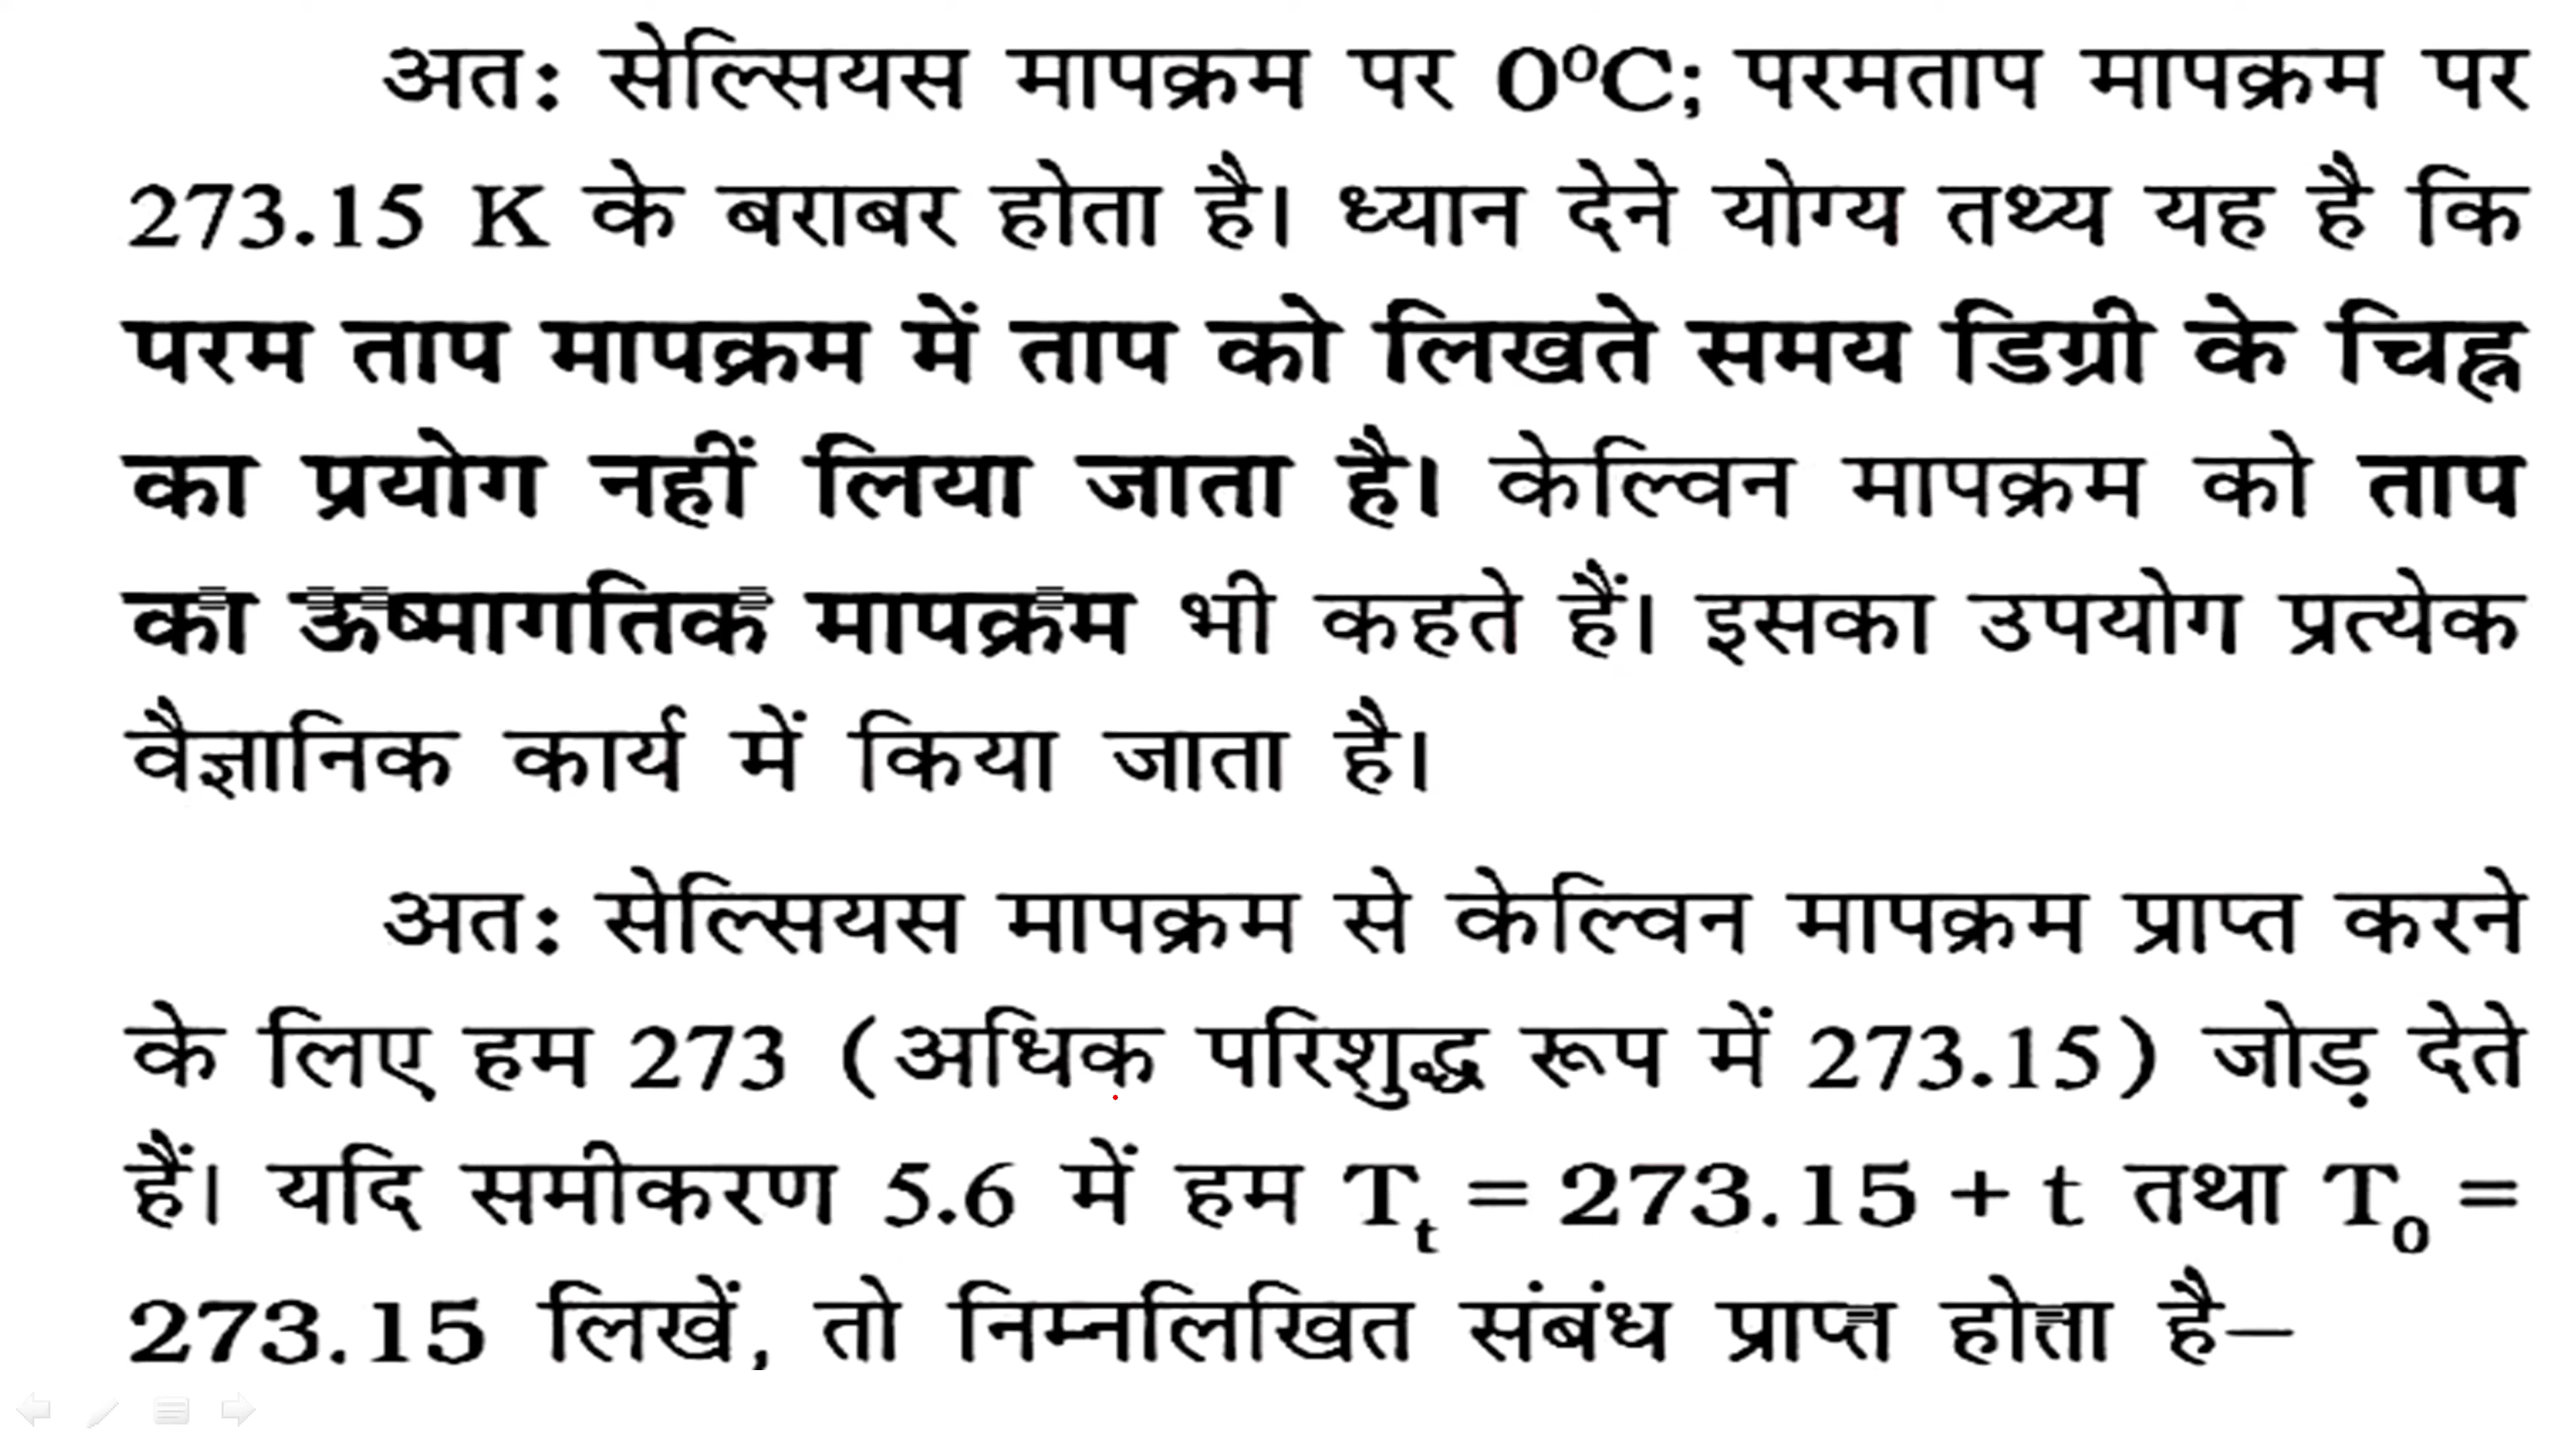 अत: सेल्सियस मापक्रम पर 0⁰C; परमताप मापक्रम पर
273.15 K के बराबर होता है। ध्यान देने योग्य तथ्य यह है कि
परम ताप मापक्रम में ताप को लिखते समय डिग्री के चिह्न
का प्रयोग नहीं लिया जाता है। केल्विन मापक्रम को ताप
का ऊष्मागतिक मापक्रम भी कहते हैं। इसका उपयोग प्रत्येक
वैज्ञानिक कार्य में किया जाता है।
अत: सेल्सियस मापक्रम से केल्विन मापक्रम प्राप्त करने
के लिए हम 273 (अधिक परिशुद्ध रूप में 273.15) जोड़ देते
हैं। यदि समीकरण 5.6 में हम Tₜ = 273.15 + t तथा T₀ =
273.15 लिखें, तो निम्नलिखित संबंध प्राप्त होता है–